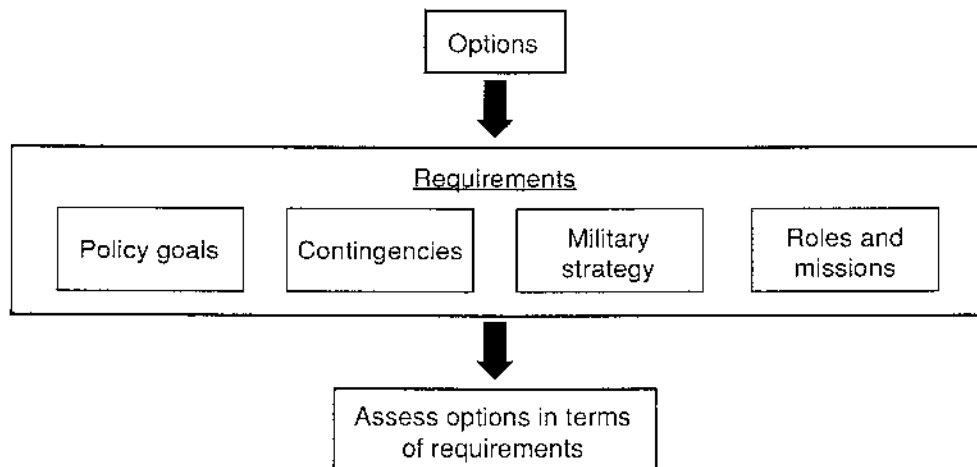 Options
Requirements
Policy goals
Contingencies
Military
strategy
Roles and
missions
Assess options in terms
of requirements